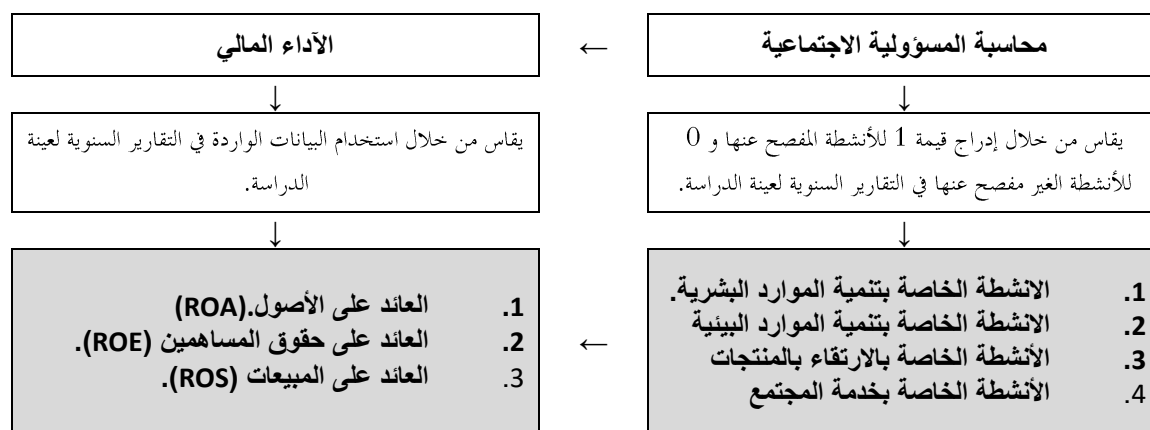 محاسبة المسؤولية الاجتماعية
←
الآداء المالي
↓
↓
يقاس من خلال إدراج قيمة 1 للأنشطة المفصح عنها و 0
للأنشطة الغير مفصح عنها في التقارير السنوية لعينة الدراسة.
يقاس من خلال استخدام البيانات الواردة في التقارير السنوية لعينة
الدراسة.
↓
↓
1. الانشطة الخاصة بتنمية الموارد البشرية.
2. الانشطة الخاصة بتنمية الموارد البيئية
3. الأنشطة الخاصة بالارتقاء بالمنتجات
4. الأنشطة الخاصة بخدمة المجتمع
←
1. العائد على الأصول.(ROA)
2. العائد على حقوق المساهمين (ROE).
3. العائد على المبيعات (ROS).